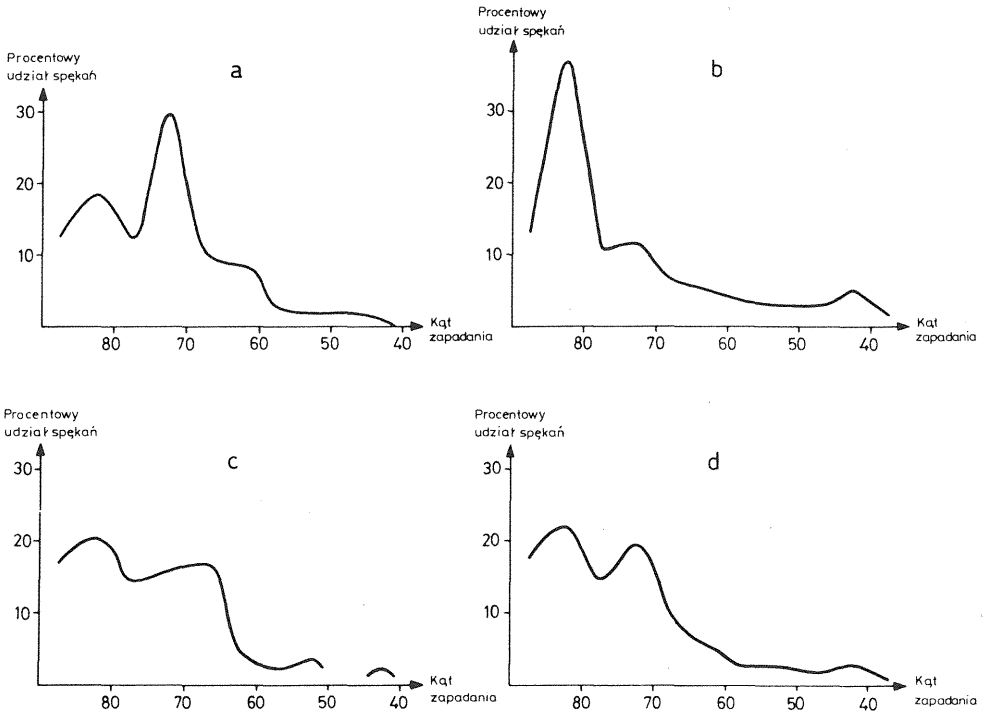 Procentowy
udział spękań
a
30
20
10
80 70 60 50 40
Kąt
zapadania
Procentowy
udział spękań
b
30
20
10
80 70 60 50 40
Kąt
zapadania
Procentowy
udział spękań
c
30
20
10
80 70 60 50 40
Kąt
zapadania
Procentowy
udział spękań
d
30
20
10
80 70 60 50 40
Kąt
zapadania